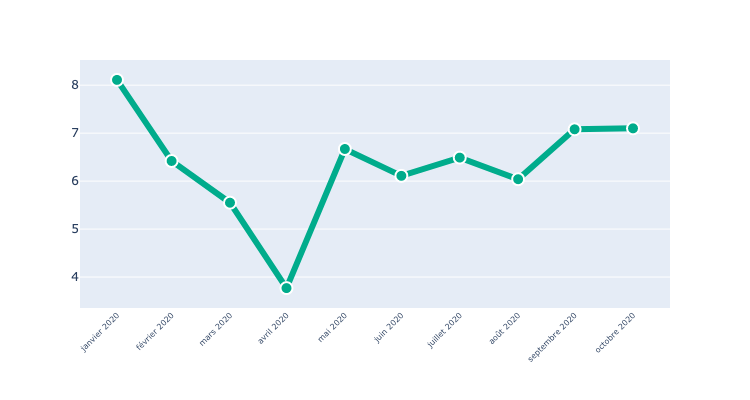 8
7
6
5
4
janvier 2020
février 2020
mars 2020
avril 2020
mai 2020
juin 2020
juillet 2020
août 2020
septembre 2020
octobre 2020